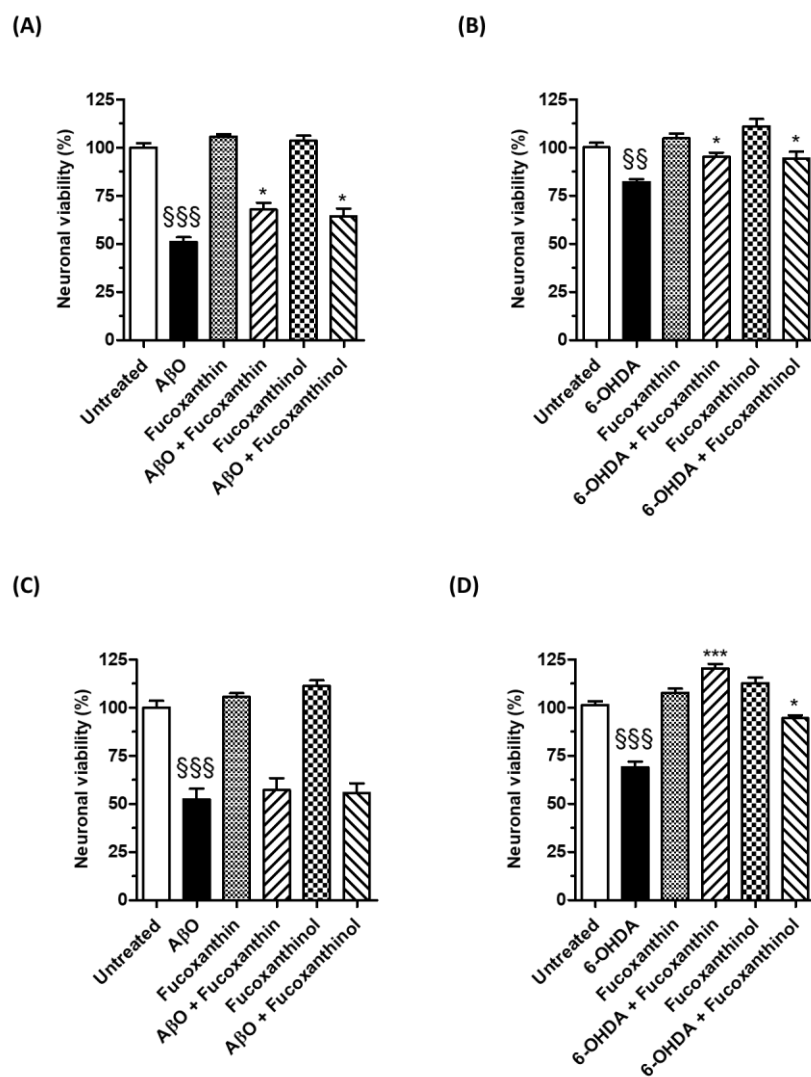 (A)
Neuronal viability (%)
125
100
75
50
25
0
§§§
*
*
Untreated
AβO
Fucoxanthin
AβO + Fucoxanthin
Fucoxanthinol
AβO + Fucoxanthinol
(B)
Neuronal viability (%)
125
100
75
50
25
0
§§
*
*
Untreated
6-OHDA
Fucoxanthin
6-OHDA + Fucoxanthin
Fucoxanthinol
6-OHDA + Fucoxanthinol
(C)
Neuronal viability (%)
125
100
75
50
25
0
§§§
Untreated
AβO
Fucoxanthin
AβO + Fucoxanthin
Fucoxanthinol
AβO + Fucoxanthinol
(D)
Neuronal viability (%)
125
100
75
50
25
0
§§§
***
*
Untreated
6-OHDA
Fucoxanthin
6-OHDA + Fucoxanthin
Fucoxanthinol
6-OHDA + Fucoxanthinol